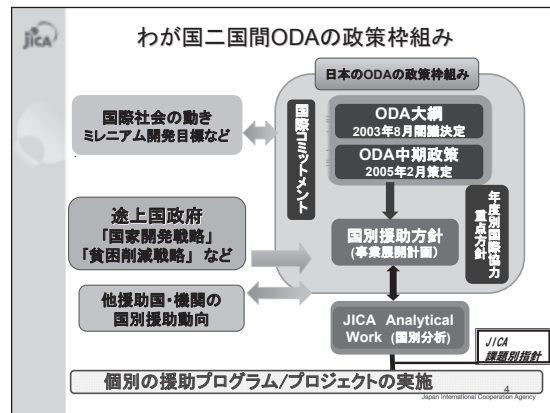 jICA
わが国二国間ODAの政策枠組み
日本のODAの政策枠組み
国際社会の動き
ミレニアム開発目標など
国際コミットメント
ODA大綱
2003年8月閣議決定
ODA中期政策
2005年2月策定
途上国政府
「国家開発戦略」
「貧困削減戦略」など
国別援助方針
(事業展開計画)
年度別国際協力
重点方針
他援助国・機関の
国別援助動向
JICA Analytical
Work (国別分析)
JICA
課題別指針
個別の援助プログラム/プロジェクトの実施
4
Japan International Cooperation Agency